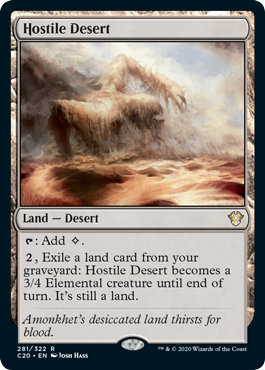 Hostile Desert
Land — Desert
: Add .
2, Exile a land card from your
graveyard: Hostile Desert becomes a
3/4 Elemental creature until end of
turn. It's still a land.
Amonkhet's desiccated land thirsts for
blood.
281/322 R
C20 • EN Josh Hass
™ & © 2020 Wizards of the Coast